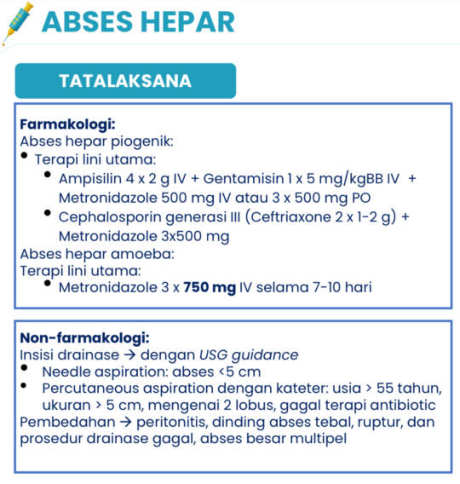 ABSES HEPAR
TATALAKSANA
Farmakologi:
Abses hepar piogenik:
• Terapi lini utama:
• Ampisilin 4 x 2 g IV + Gentamisin 1 x 5 mg/kgBB IV +
Metronidazole 500 mg IV atau 3 x 500 mg PO
• Cephalosporin generasi III (Ceftriaxone 2 x 1-2 g) +
Metronidazole 3x500 mg
Abses hepar amoeba:
Terapi lini utama:
• Metronidazole 3 x 750 mg IV selama 7-10 hari
Non-farmakologi:
Insisi drainase → dengan USG guidance
• Needle aspiration: abses <5 cm
• Percutaneous aspiration dengan kateter: usia > 55 tahun,
ukuran > 5 cm, mengenai 2 lobus, gagal terapi antibiotic
Pembedahan → peritonitis, dinding abses tebal, ruptur, dan
prosedur drainase gagal, abses besar multipel